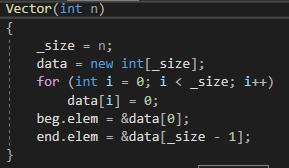 Vector(int n)
{
_size = n;
data = new int[_size];
for (int i = 0; i < _size; i++)
data[i] = 0;
beg.elem = &data[0];
end.elem = &data[_size - 1];
}